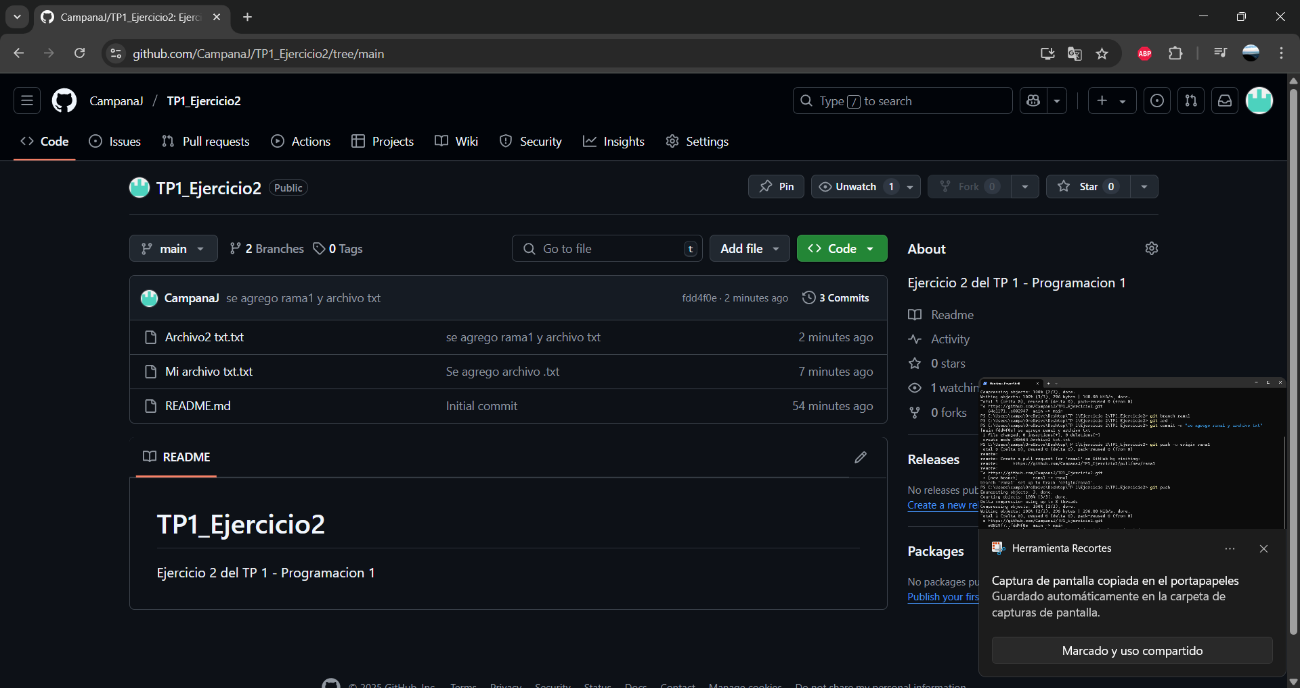 CampanaJ/TP1_Ejercicio2: Ejerc
github.com/CampanaJ/TP1_Ejercicio2/tree/main
ABP
CampanaJ / TP1_Ejercicio2
Type / to search
Code Issues Pull requests Actions Projects Wiki Security Insights Settings
TP1_Ejercicio2 Public
Pin Unwatch 1 Fork 0 Star 0
main 2 Branches 0 Tags
Go to file t Add file Code
About
Ejercicio 2 del TP 1 - Programacion 1
CampanaJ se agrego rama1 y archivo txt fdd4f0e · 2 minutes ago 3 Commits
Archivo2 txt.txt se agrego rama1 y archivo txt 2 minutes ago
Mi archivo txt.txt Se agrego archivo .txt 7 minutes ago
README.md Initial commit 54 minutes ago
Readme
Activity
0 stars
1 watchin
0 forks
README
TP1_Ejercicio2
Ejercicio 2 del TP 1 - Programacion 1
Releases
No releases pub
Create a new re
Packages
No packages pu
Publish your firs
Herramienta Recortes
Captura de pantalla copiada en el portapapeles
Guardado automáticamente en la carpeta de
capturas de pantalla.
Marcado y uso compartido
© 2025 GitHub, Inc. Terms Privacy Security Status Docs Contact Manage cookies Do not share my personal information